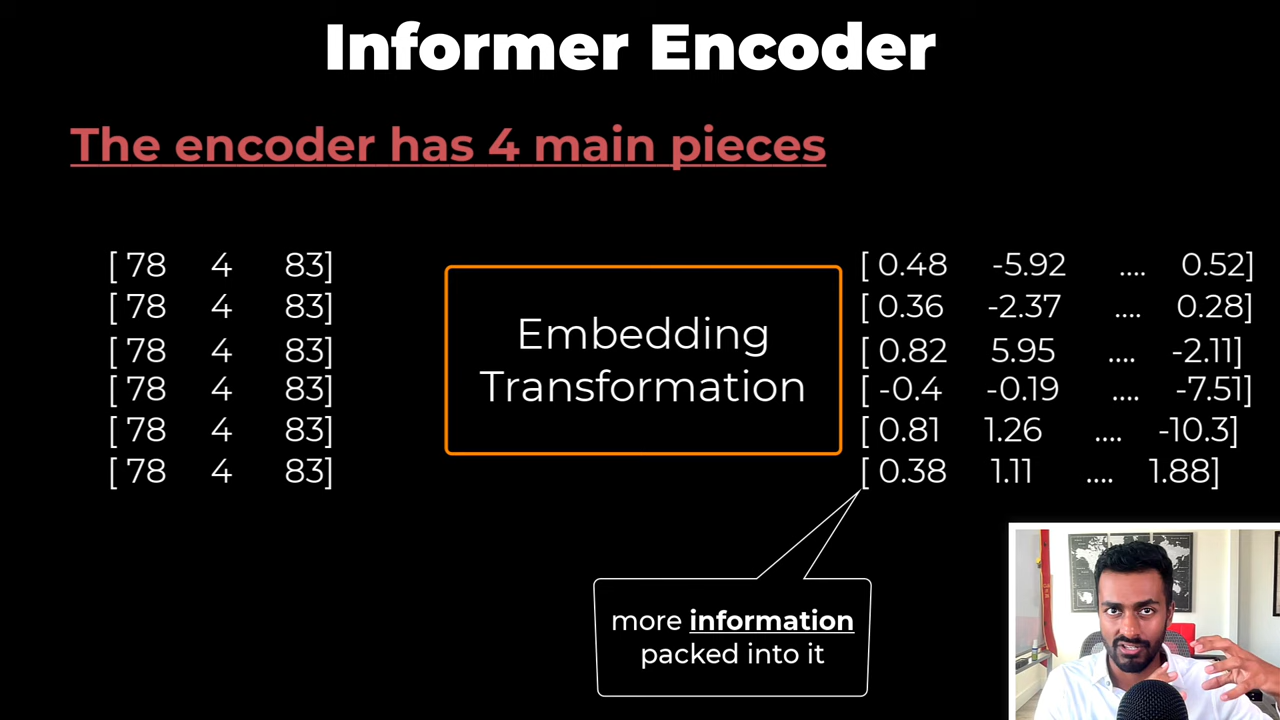 Informer Encoder
The encoder has 4 main pieces
[ 78 4 83]
[ 78 4 83]
[ 78 4 83]
[ 78 4 83]
[ 78 4 83]
[ 78 4 83]
Embedding
Transformation
[ 0.48 -5.92 .... 0.52]
[ 0.36 -2.37 .... 0.28]
[ 0.82 5.95 .... -2.11]
[ -0.4 -0.19 .... -7.51]
[ 0.81 1.26 .... -10.3]
[ 0.38 1.11 .... 1.88]
more information
packed into it